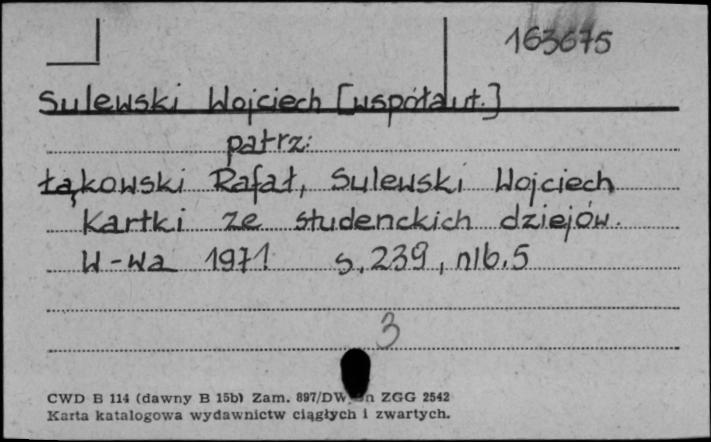 163675
Sulewski Wojciech [współaut.]
patrz:
Łąkowski Rafał, Sulewski Wojciech
Kartki ze studenckich dziejów.
W-wa 1971 s. 239, nlb. 5
3
CWD B 114 (dawny B 15b) Zam. 897/DW ZGG 2542
Karta katalogowa wydawnictw ciągłych i zwartych.